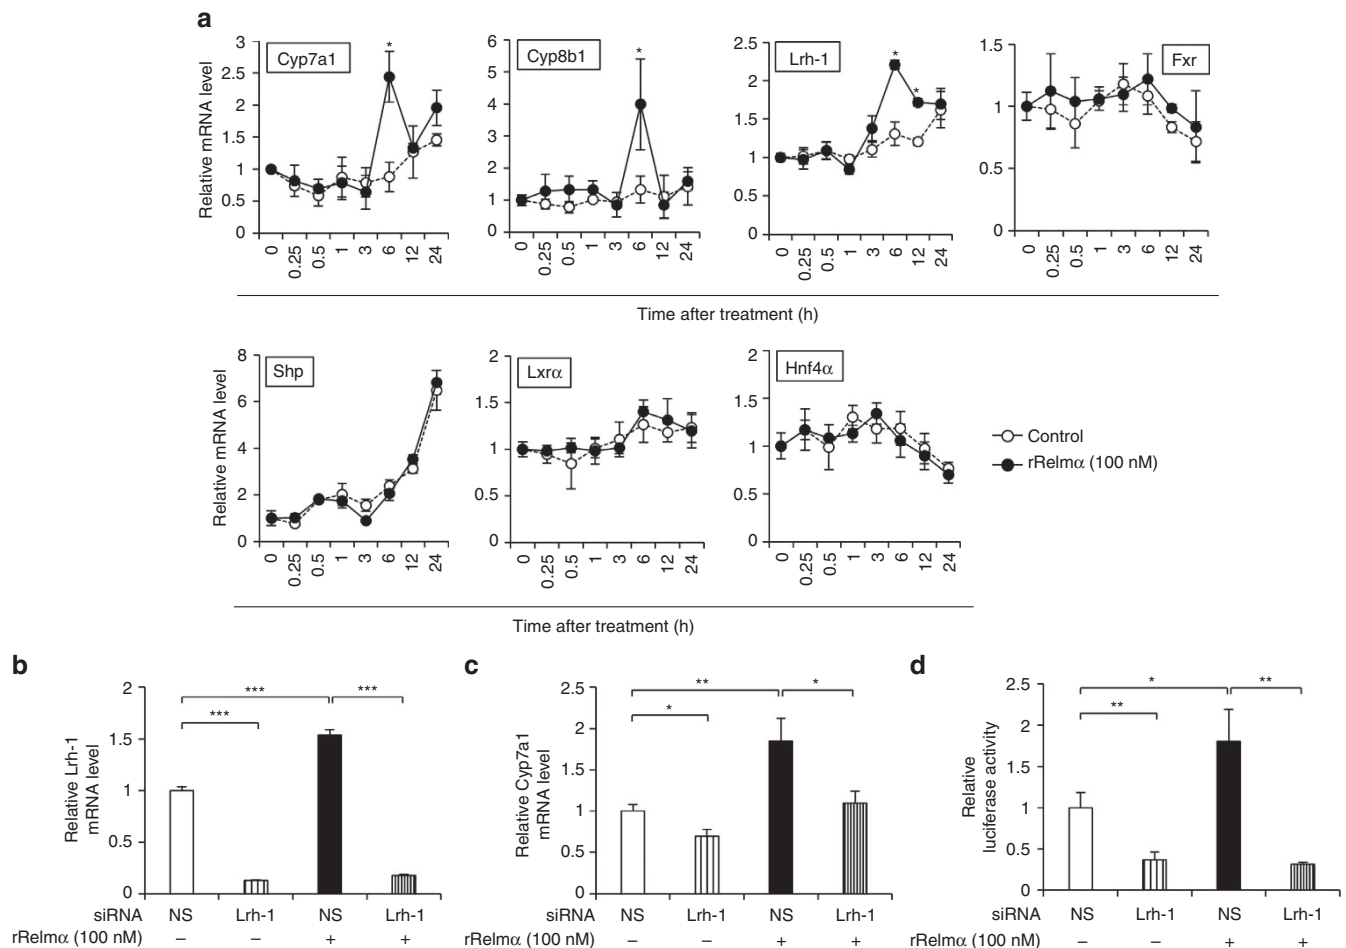 a
Cyp7a1
Cyp8b1
Lrh-1
Fxr
Relative mRNA level
3
2.5
2
1.5
1
0.5
0
*
0 0.25 0.5 1 3 6 12 24
6
5
4
3
2
1
0
*
0 0.25 0.5 1 3 6 12 24
2.5
2
1.5
1
0.5
0
* *
0 0.25 0.5 1 3 6 12 24
1.5
1
0.5
0
0 0.25 0.5 1 3 6 12 24
Time after treatment (h)
Shp
Lxrα
Hnf4α
Relative mRNA level
8
6
4
2
0
0 0.25 0.5 1 3 6 12 24
2
1.5
1
0.5
0
0 0.25 0.5 1 3 6 12 24
2
1.5
1
0.5
0
0 0.25 0.5 1 3 6 12 24
Control
rRelmα (100 nM)
Time after treatment (h)
b
Relative Lrh-1
mRNA level
2
1.5
1
0.5
0
*** ***
***
siRNA NS Lrh-1 NS Lrh-1
rRelmα (100 nM) – – + +
c
Relative Cyp7a1
mRNA level
2.5
2
1.5
1
0.5
0
** *
*
siRNA NS Lrh-1 NS Lrh-1
rRelmα (100 nM) – – + +
d
Relative
luciferase activity
2.5
2
1.5
1
0.5
0
* **
**
siRNA NS Lrh-1 NS Lrh-1
rRelmα (100 nM) – – + +